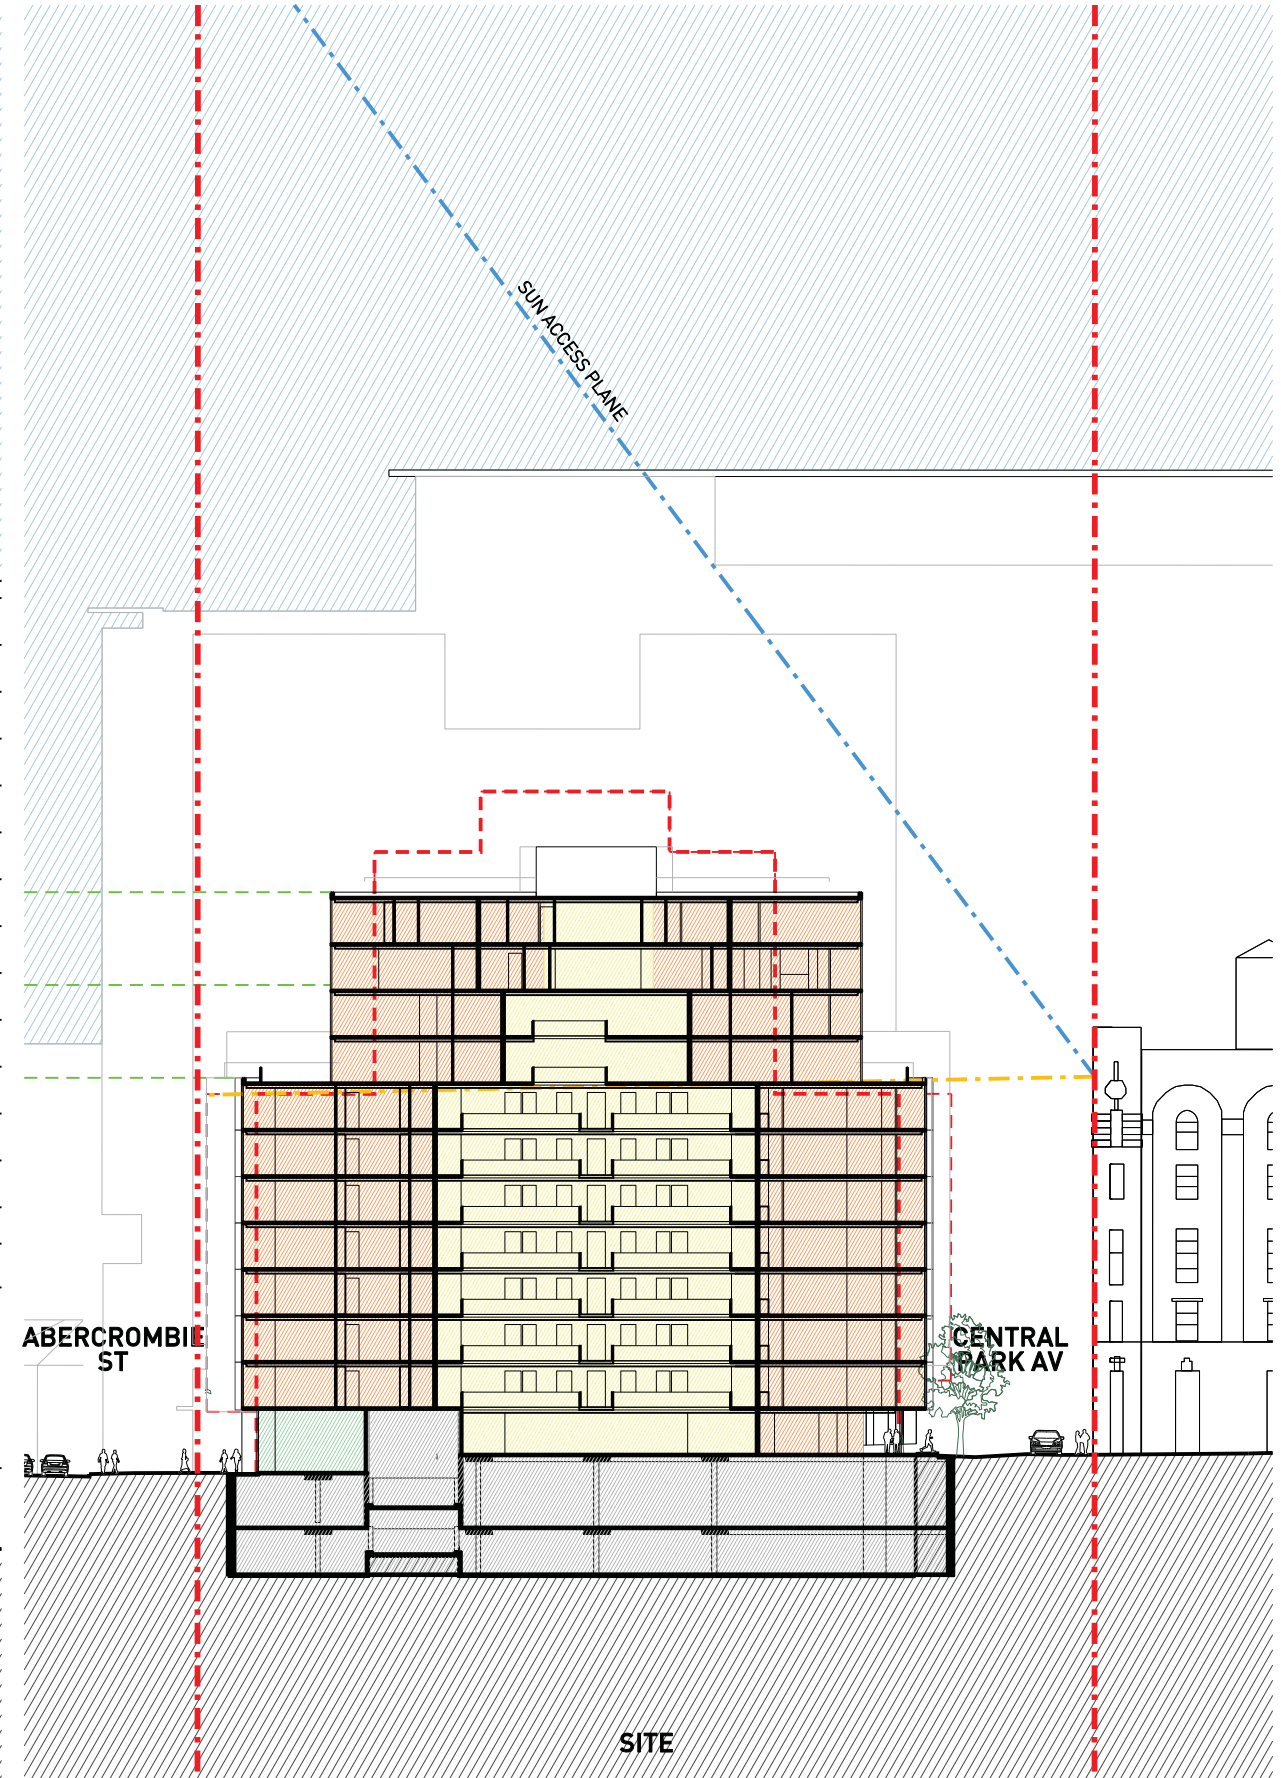 SUN ACCESS PLANE
ABERCROMBIE
ST
CENTRAL
PARK AV
SITE